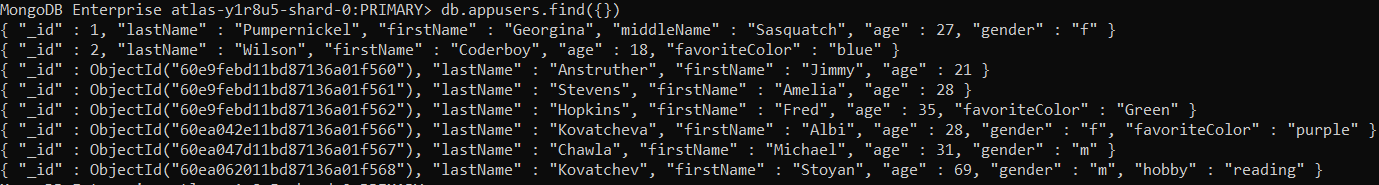 MongoDB Enterprise atlas-y1r8u5-shard-0:PRIMARY> db.appusers.find({})
{ "_id" : 1, "lastName" : "Pumpernickel", "firstName" : "Georgina", "middleName" : "Sasquatch", "age" : 27, "gender" : "f" }
{ "_id" : 2, "lastName" : "Wilson", "firstName" : "Coderboy", "age" : 18, "favoriteColor" : "blue" }
{ "_id" : ObjectId("60e9febd11bd87136a01f560"), "lastName" : "Anstruther", "firstName" : "Jimmy", "age" : 21 }
{ "_id" : ObjectId("60e9febd11bd87136a01f561"), "lastName" : "Stevens", "firstName" : "Amelia", "age" : 28 }
{ "_id" : ObjectId("60e9febd11bd87136a01f562"), "lastName" : "Hopkins", "firstName" : "Fred", "age" : 35, "favoriteColor" : "Green" }
{ "_id" : ObjectId("60ea042e11bd87136a01f566"), "lastName" : "Kovatcheva", "firstName" : "Albi", "age" : 28, "gender" : "f", "favoriteColor" : "purple" }
{ "_id" : ObjectId("60ea047d11bd87136a01f567"), "lastName" : "Chawla", "firstName" : "Michael", "age" : 31, "gender" : "m" }
{ "_id" : ObjectId("60ea062011bd87136a01f568"), "lastName" : "Kovatchev", "firstName" : "Stoyan", "age" : 69, "gender" : "m", "hobby" : "reading" }